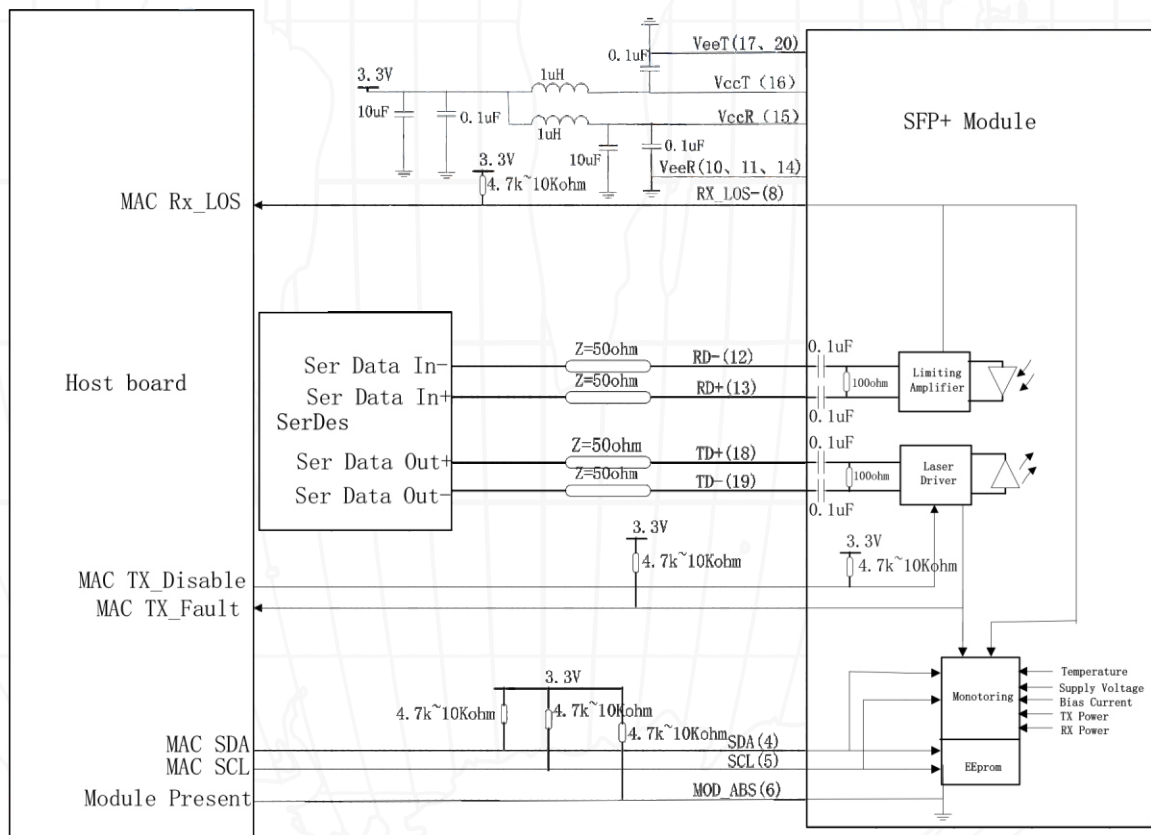 VeeT(17、20)
0.1uF
3.3V
1uH
VccT (16)
10uF
0.1uF
VccR (15)
SFP+ Module
1uH
10uF
0.1uF
VeeR(10、11、14)
3.3V
4.7k~10Kohm
MAC Rx_LOS
RX_LOS-(8)
Host board
Ser Data In-
Z=50ohm
RD-(12)
0.1uF
Limiting
Amplifier
100ohm
Ser Data In+
Z=50ohm
RD+(13)
0.1uF
SerDes
Ser Data Out+
Z=50ohm
TD+(18)
0.1uF
Laser
Driver
100ohm
Ser Data Out-
Z=50ohm
TD-(19)
0.1uF
3.3V
4.7k~10Kohm
3.3V
4.7k~10Kohm
MAC TX_Disable
MAC TX_Fault
Monotoring
Temperature
Supply Voltage
Bias Current
TX Power
RX Power
3.3V
4.7k~10Kohm
4.7k~10Kohm
4.7k~10Kohm
MAC SDA
SDA(4)
MAC SCL
SCL(5)
EEprom
Module Present
MOD_ABS(6)